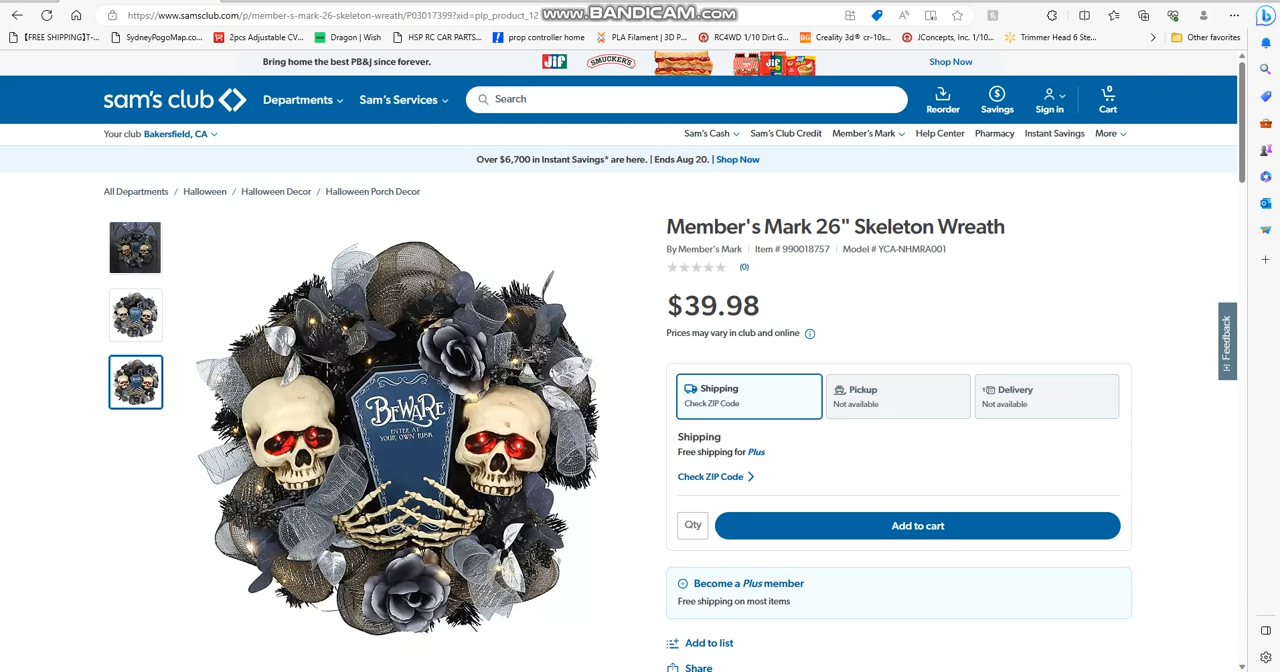 https://www.samsclub.com/p/member-s-mark-26-skeleton-wreath/P03017399?xid=plp_product_12
www.BANDICAM.com
【FREE SHIPPING】T-...
SydneyPogoMap.co...
2pcs Adjustable CV...
Dragon | Wish
HSP RC CAR PARTS...
prop controller home
PLA Filament | 3D P...
RC4WD 1/10 Dirt G...
Creality 3d® cr-10s...
JConcepts, Inc. 1/10...
Trimmer Head 6 Ste...
Other favorites
Bring home the best PB&J since forever.
JIF
SMUCKER'S
Jif
Shop Now
sam's club
Departments
Sam's Services
Search
Reorder
Savings
Sign in
0
Cart
Your club Bakersfield, CA
Sam's Cash
Sam's Club Credit
Member's Mark
Help Center
Pharmacy
Instant Savings
More
Over $6,700 in Instant Savings* are here. | Ends Aug 20. | Shop Now
All Departments / Halloween / Halloween Decor / Halloween Porch Decor
Member's Mark 26" Skeleton Wreath
By Member's Mark | Item # 990018757 | Model # YCA-NHMRA001
(0)
$39.98
Prices may vary in club and online
BEWARE
ENTER AT
YOUR OWN RISK
Shipping
Check ZIP Code
Pickup
Not available
Delivery
Not available
Shipping
Free shipping for Plus
Check ZIP Code
Qty
Add to cart
Become a Plus member
Free shipping on most items
Add to list
Share
Feedback